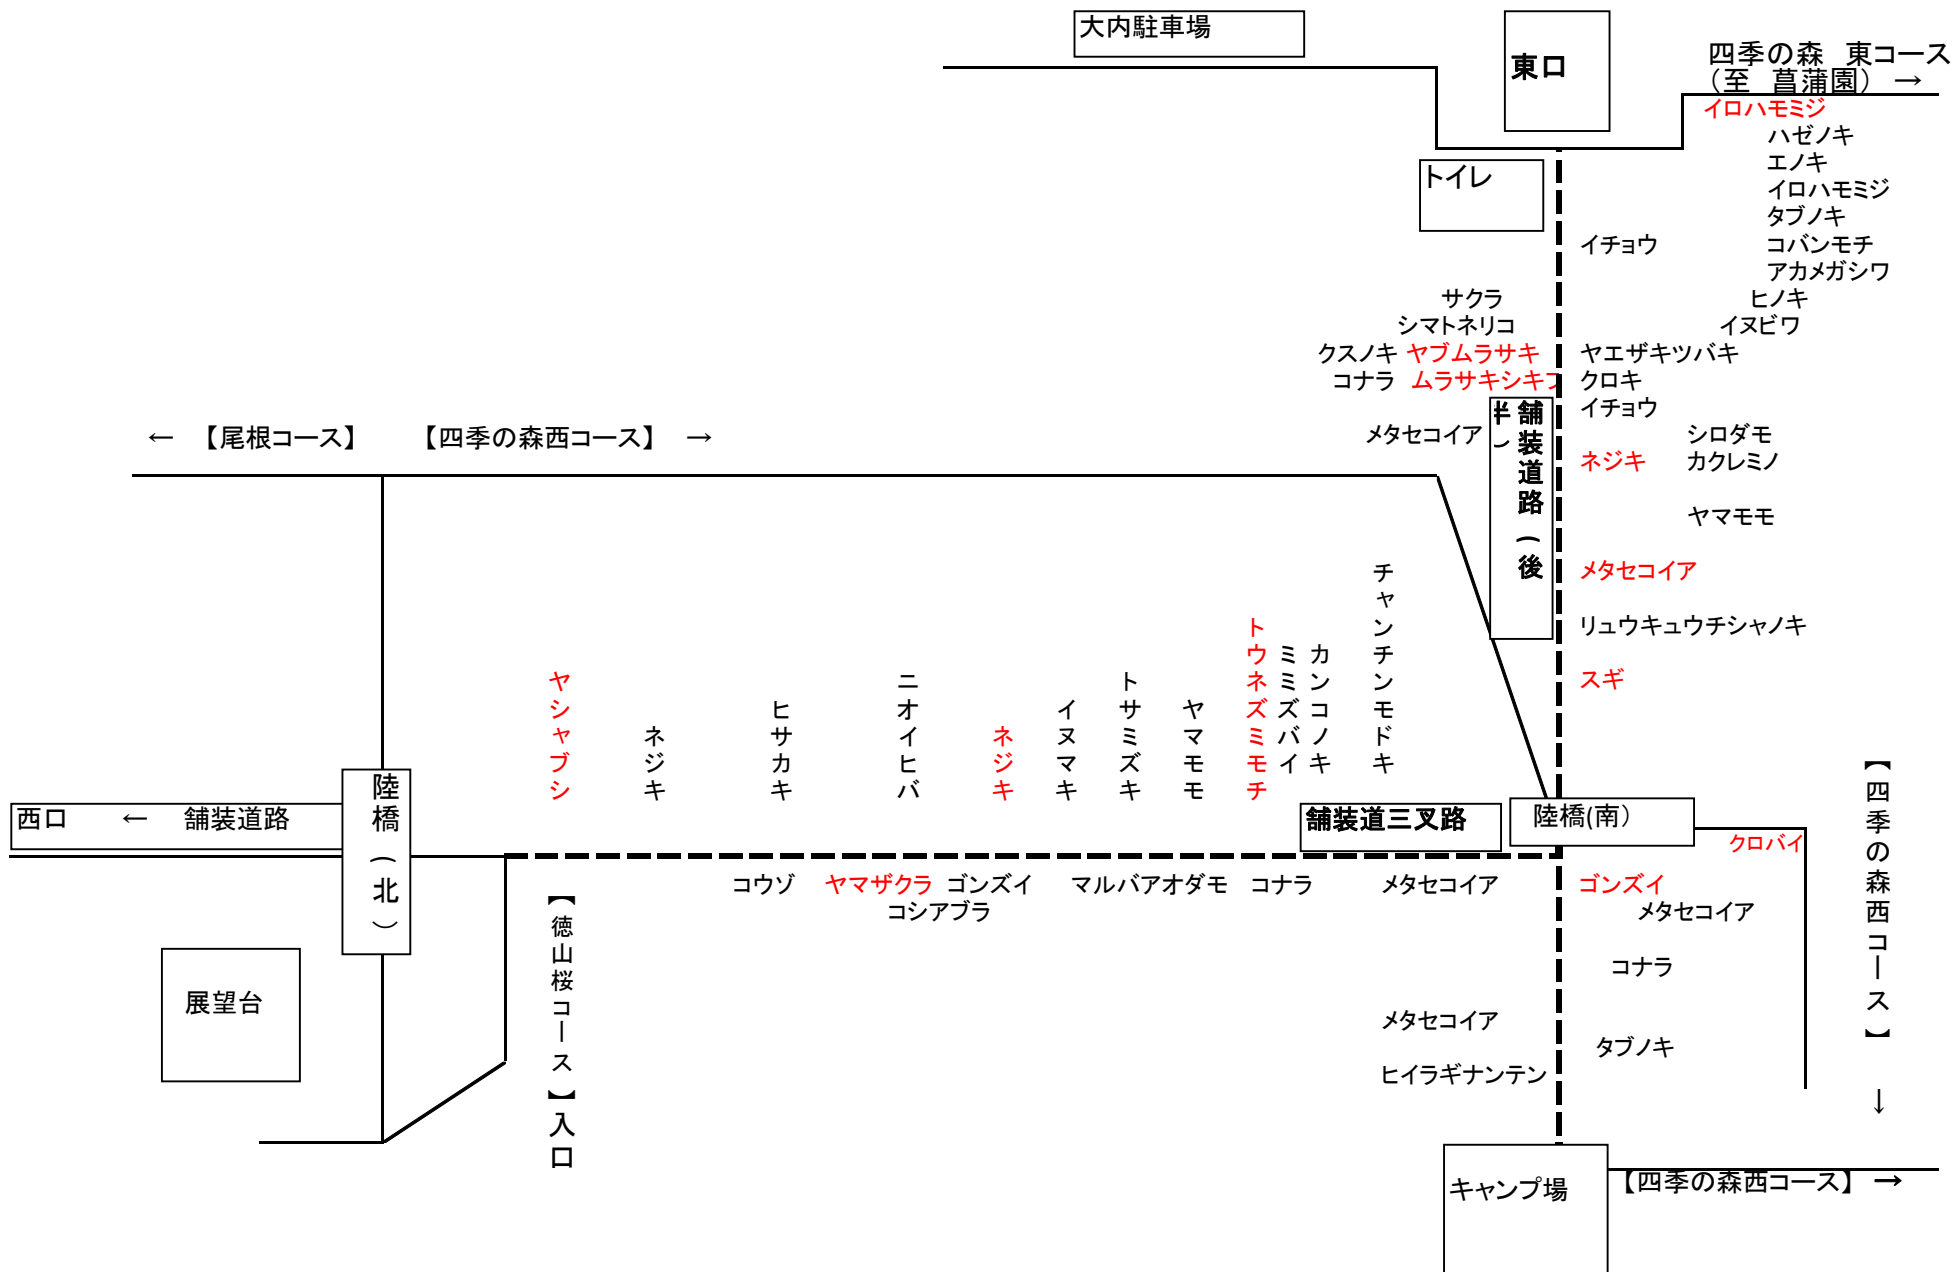 大内駐車場
東口
四季の森　東コース
（至　菖蒲園）　→
イロハモミジ
ハゼノキ
エノキ
トイレ
イロハモミジ
タブノキ
イチョウ
コバンモチ
アカメガシワ
サクラ
ヒノキ
シマトネリコ
イヌビワ
クスノキ
ヤブムラサキ
ヤエザキツバキ
コナラ
ムラサキシキブ
クロキ
舗装道路（後
半）
イチョウ
メタセコイア
シロダモ
←　【尾根コース】
【四季の森西コース】　→
ネジキ
カクレミノ
ヤマモモ
メタセコイア
リュウキュウチシャノキ
スギ
ヤシャブシ
ネジキ
ヒサカキ
ニオイヒバ
ネジキ
イヌマキ
トサミズキ
ヤマモモ
トウネズミモチ
ミミズバイ
カンコノキ
チャンチンモドキ
陸橋（北）
西口　　←　舗装道路
舗装道三叉路
陸橋(南）
クロバイ
【四季の森西コース】　↓
コウゾ
ヤマザクラ
ゴンズイ
マルバアオダモ
コナラ
メタセコイア
ゴンズイ
コシアブラ
メタセコイア
【徳山桜コース】入口
コナラ
展望台
メタセコイア
タブノキ
ヒイラギナンテン
キャンプ場
【四季の森西コース】　→